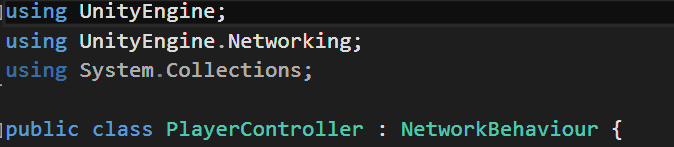 using UnityEngine;
using UnityEngine.Networking;
using System.Collections;
public class PlayerController : NetworkBehaviour {